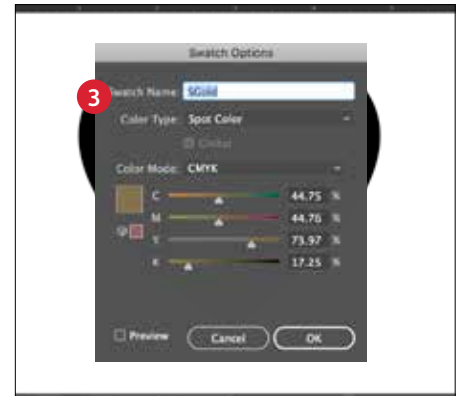 Swatch Options
3
Swatch Name: SGold
Color Type: Spot Color
Global
Color Mode: CMYK
C 44.75 %
M 44.76 %
Y 73.97 %
K 17.25 %
Preview Cancel OK